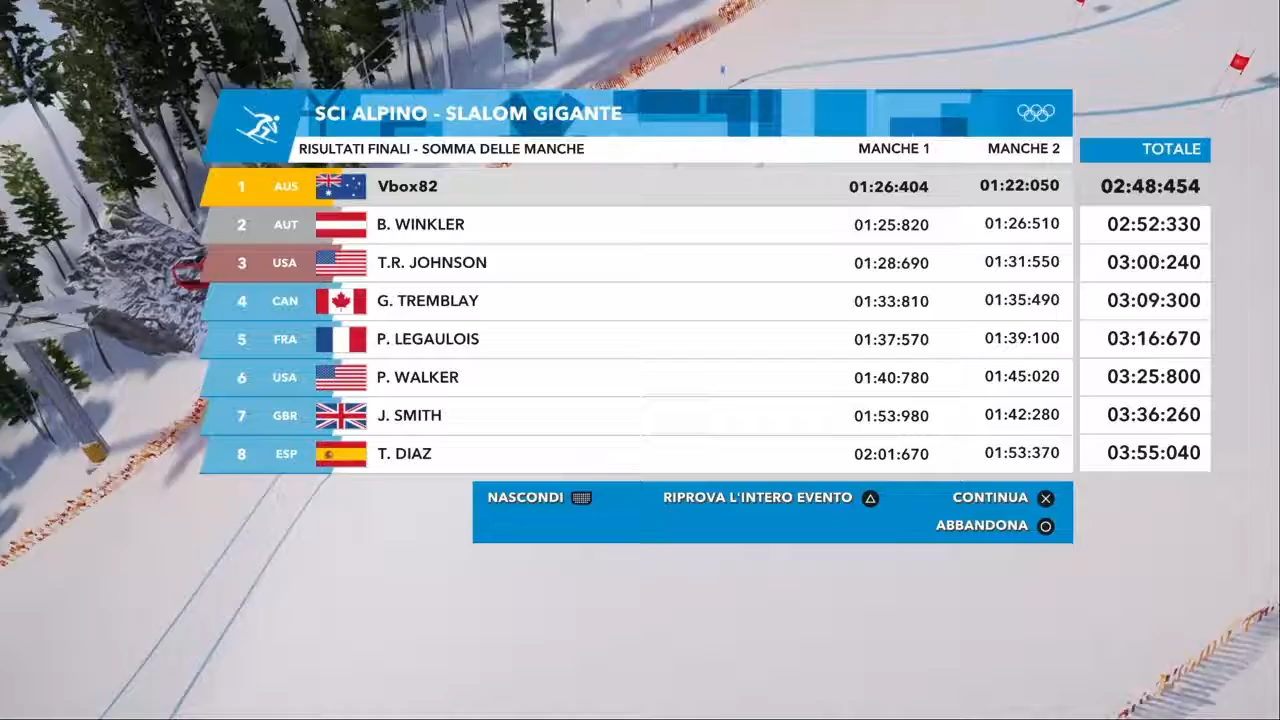 SCI ALPINO - SLALOM GIGANTE
RISULTATI FINALI - SOMMA DELLE MANCHE MANCHE 1 MANCHE 2 TOTALE
1 AUS Vbox82 01:26:404 01:22:050 02:48:454
2 AUT B. WINKLER 01:25:820 01:26:510 02:52:330
3 USA T.R. JOHNSON 01:28:690 01:31:550 03:00:240
4 CAN G. TREMBLAY 01:33:810 01:35:490 03:09:300
5 FRA P. LEGAULOIS 01:37:570 01:39:100 03:16:670
6 USA P. WALKER 01:40:780 01:45:020 03:25:800
7 GBR J. SMITH 01:53:980 01:42:280 03:36:260
8 ESP T. DIAZ 02:01:670 01:53:370 03:55:040
NASCONDI RIPROVA L'INTERO EVENTO CONTINUA
ABBANDONA